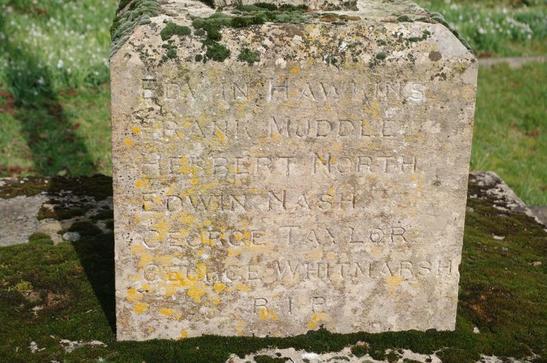 EDWIN HAWKINS
FRANK MUDDLE
HERBERT NORTH
EDWIN NASH
GEORGE TAYLOR
GEORGE WHITMARSH
R I P